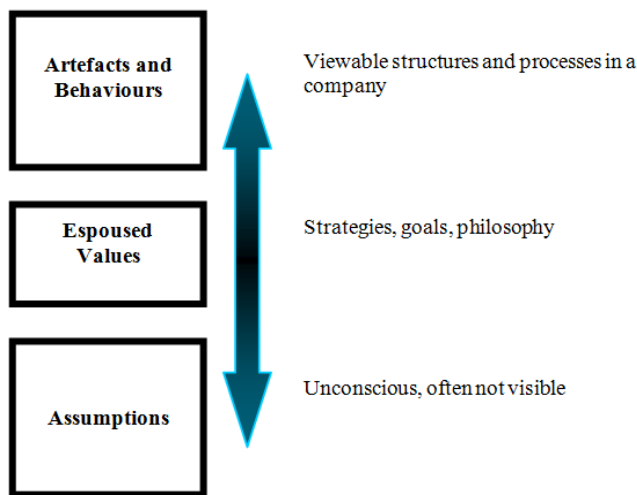 Artefacts and
Behaviours
Viewable structures and processes in a
company
Espoused
Values
Strategies, goals, philosophy
Assumptions
Unconscious, often not visible